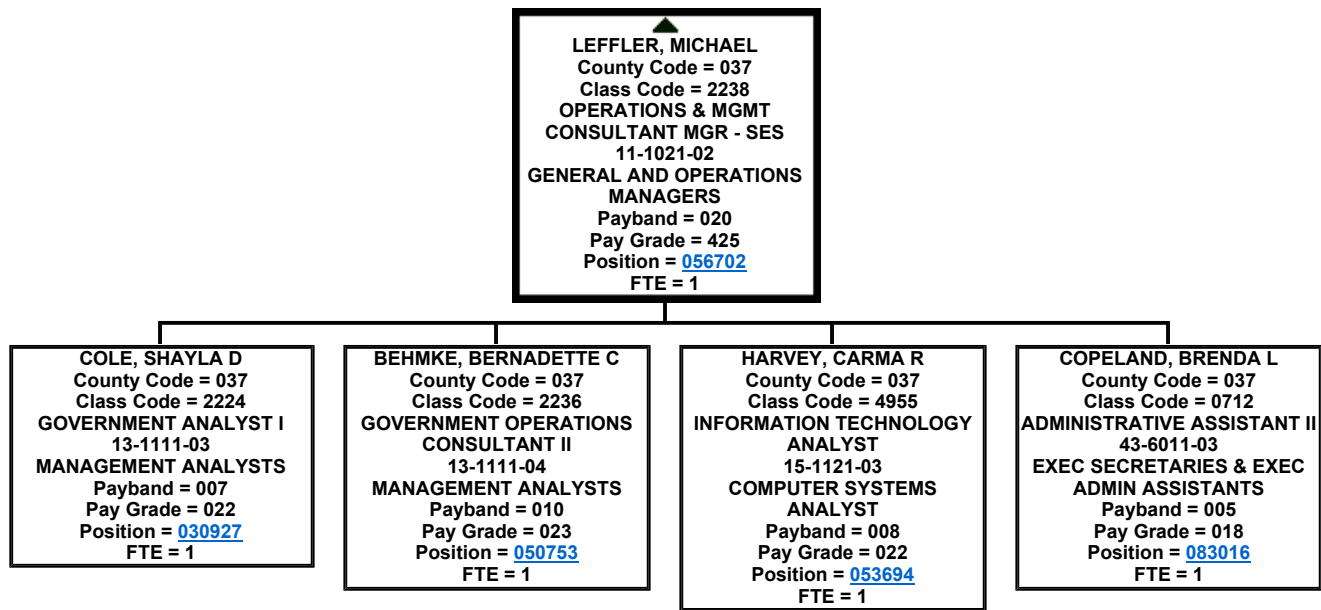 LEFFLER, MICHAEL
County Code = 037
Class Code = 2238
OPERATIONS & MGMT
CONSULTANT MGR - SES
11-1021-02
GENERAL AND OPERATIONS
MANAGERS
Payband = 020
Pay Grade = 425
Position = 056702
FTE = 1
COLE, SHAYLA D
County Code = 037
Class Code = 2224
GOVERNMENT ANALYST I
13-1111-03
MANAGEMENT ANALYSTS
Payband = 007
Pay Grade = 022
Position = 030927
FTE = 1
BEHMKE, BERNADETTE C
County Code = 037
Class Code = 2236
GOVERNMENT OPERATIONS
CONSULTANT II
13-1111-04
MANAGEMENT ANALYSTS
Payband = 010
Pay Grade = 023
Position = 050753
FTE = 1
HARVEY, CARMA R
County Code = 037
Class Code = 4955
INFORMATION TECHNOLOGY
ANALYST
15-1121-03
COMPUTER SYSTEMS
ANALYST
Payband = 008
Pay Grade = 022
Position = 053694
FTE = 1
COPELAND, BRENDA L
County Code = 037
Class Code = 0712
ADMINISTRATIVE ASSISTANT II
43-6011-03
EXEC SECRETARIES & EXEC
ADMIN ASSISTANTS
Payband = 005
Pay Grade = 018
Position = 083016
FTE = 1